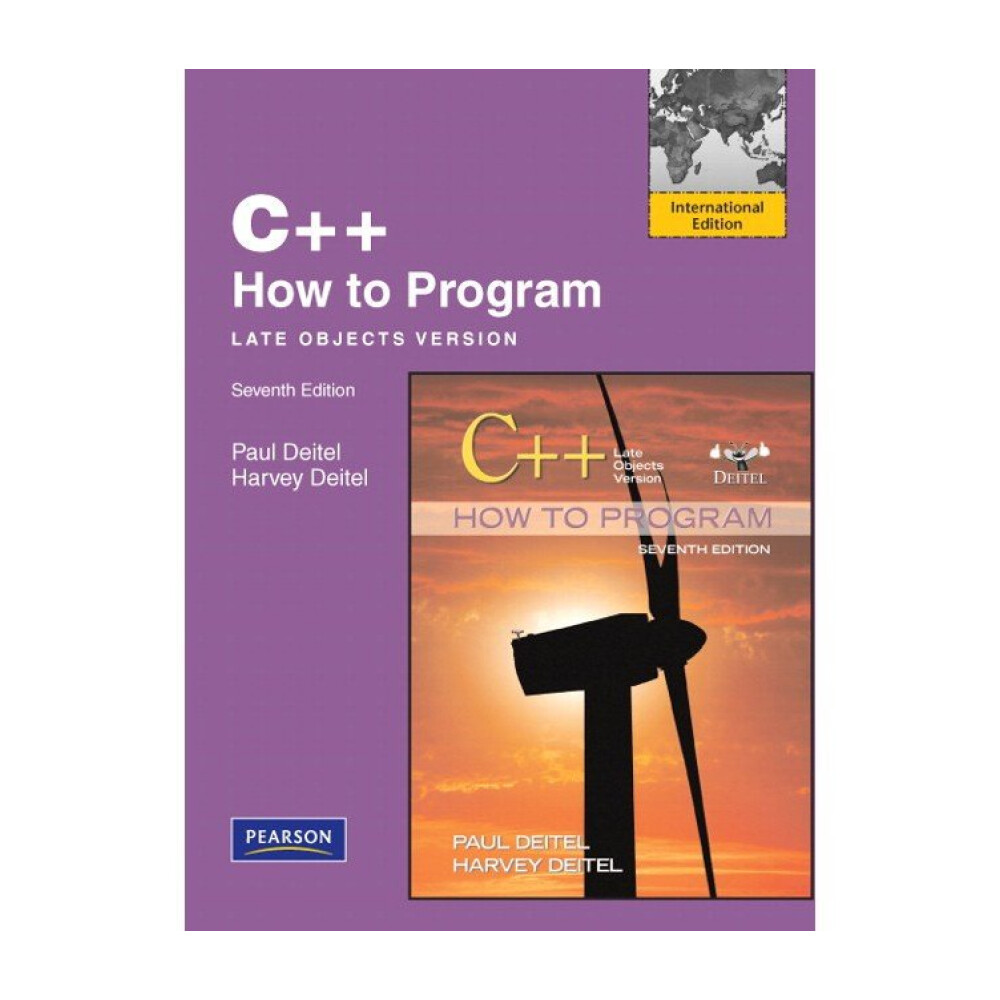 International
Edition
C++
How to Program
LATE OBJECTS VERSION
Seventh Edition
Paul Deitel
Harvey Deitel
C++
Late
Objects
Version
DEITEL
HOW TO PROGRAM
SEVENTH EDITION
PAUL DEITEL
HARVEY DEITEL
PEARSON